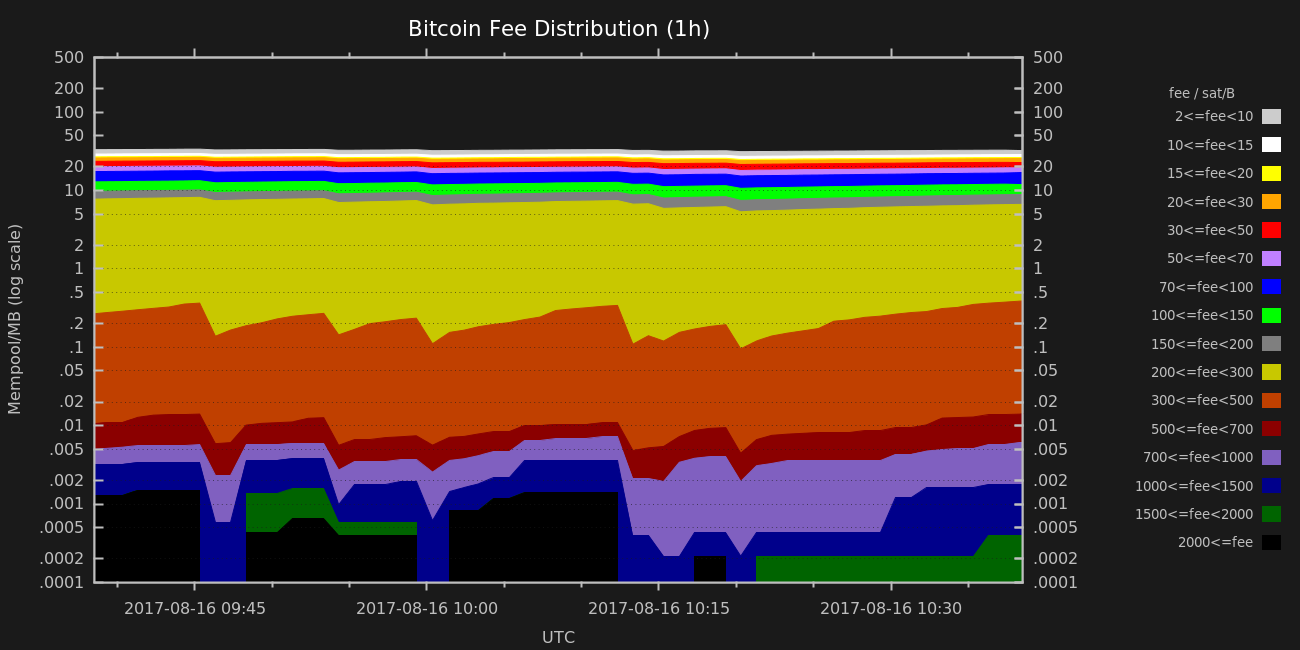 Bitcoin Fee Distribution (1h)
500
200
100
50
20
10
5
2
1
.5
.2
.1
.05
.02
.01
.005
.002
.001
.0005
.0002
.0001
Mempool/MB (log scale)
500
200
100
50
20
10
5
2
1
.5
.2
.1
.05
.02
.01
.005
.002
.001
.0005
.0002
.0001
2017-08-16 09:45
2017-08-16 10:00
2017-08-16 10:15
2017-08-16 10:30
UTC
fee / sat/B
2<=fee<10
10<=fee<15
15<=fee<20
20<=fee<30
30<=fee<50
50<=fee<70
70<=fee<100
100<=fee<150
150<=fee<200
200<=fee<300
300<=fee<500
500<=fee<700
700<=fee<1000
1000<=fee<1500
1500<=fee<2000
2000<=fee